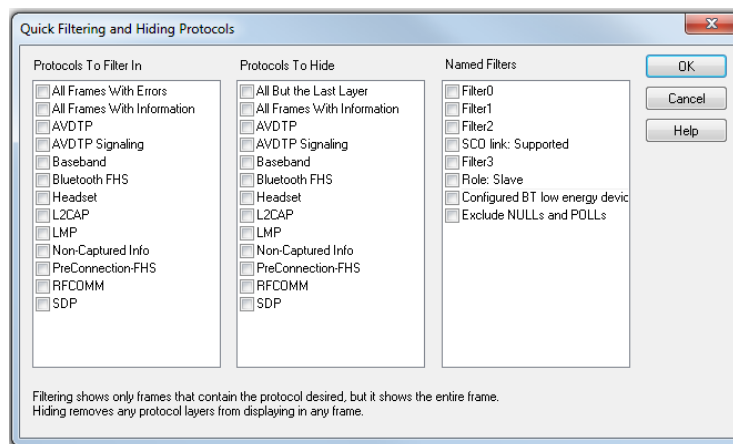 Quick Filtering and Hiding Protocols
Protocols To Filter In
All Frames With Errors
All Frames With Information
AVDTP
AVDTP Signaling
Baseband
Bluetooth FHS
Headset
L2CAP
LMP
Non-Captured Info
PreConnection-FHS
RFCOMM
SDP
Protocols To Hide
All But the Last Layer
All Frames With Information
AVDTP
AVDTP Signaling
Baseband
Bluetooth FHS
Headset
L2CAP
LMP
Non-Captured Info
PreConnection-FHS
RFCOMM
SDP
Named Filters
Filter0
Filter1
Filter2
SCO link: Supported
Filter3
Role: Slave
Configured BT low energy devic
Exclude NULLs and POLLs
OK
Cancel
Help
Filtering shows only frames that contain the protocol desired, but it shows the entire frame.
Hiding removes any protocol layers from displaying in any frame.